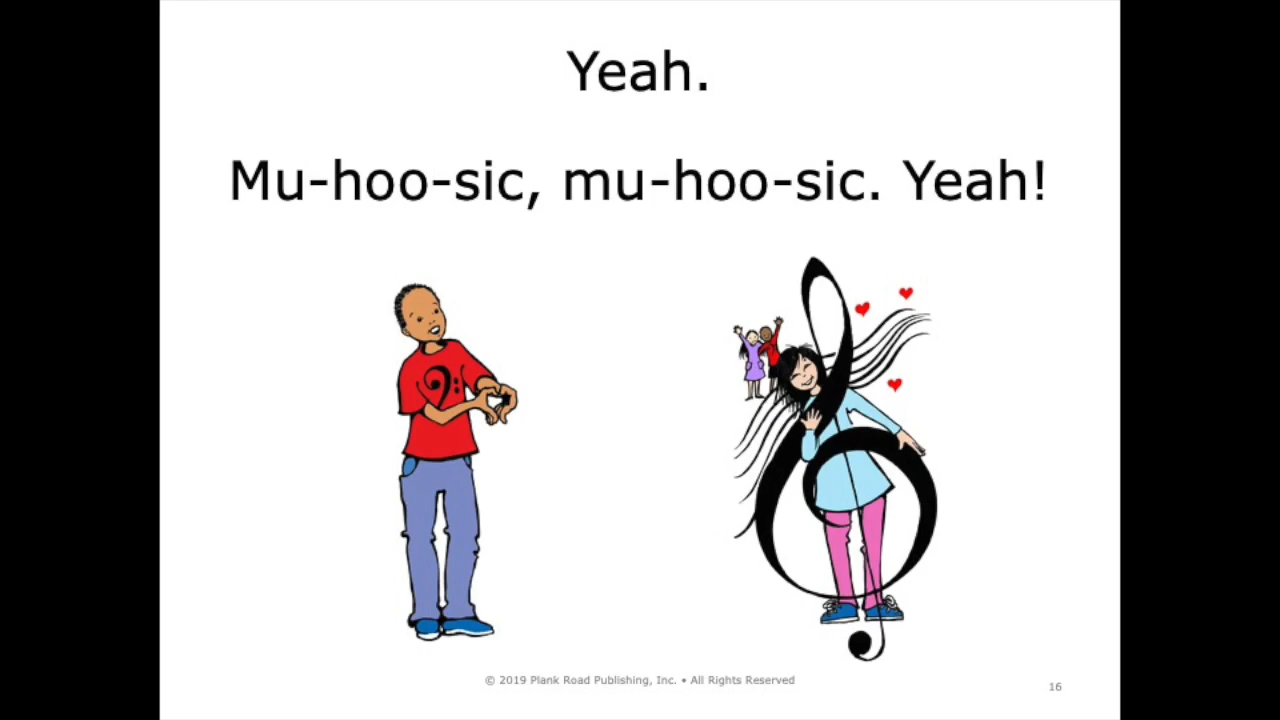 Yeah.
Mu-hoo-sic, mu-hoo-sic. Yeah!
© 2019 Plank Road Publishing, Inc. • All Rights Reserved
16